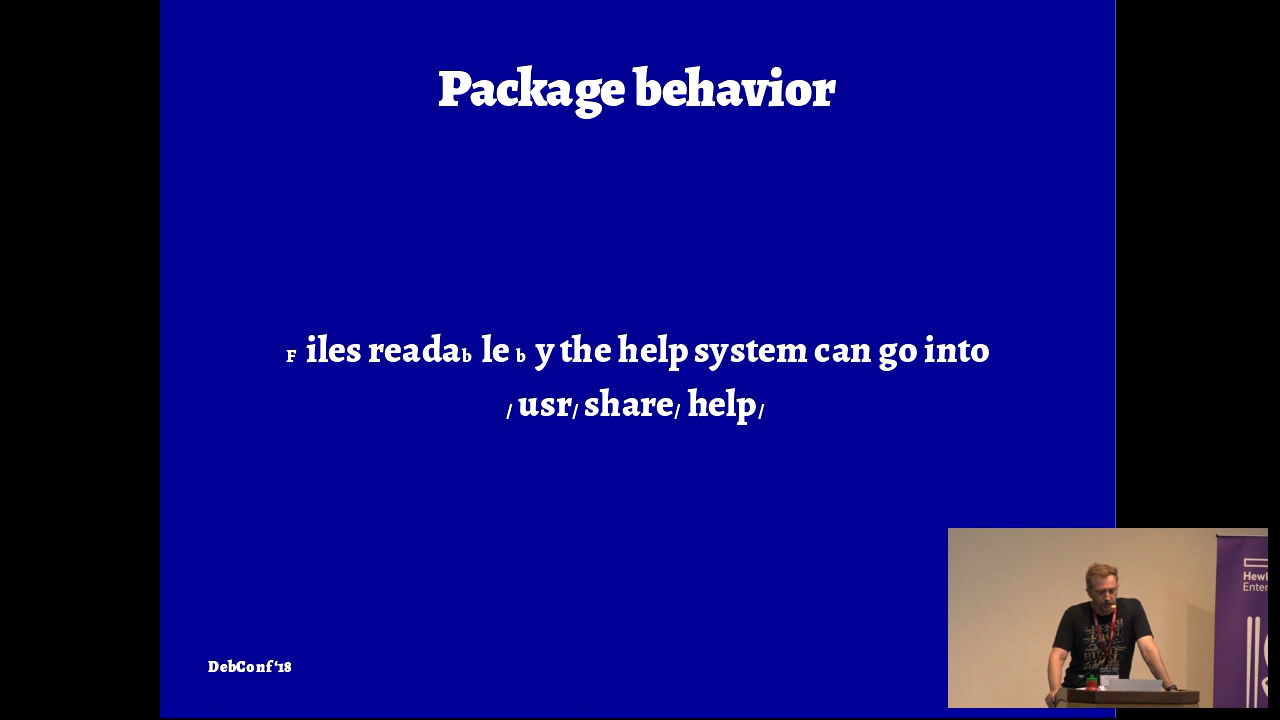 Package behavior
Files readable by the help system can go into
/usr/share/help/
DebConf‘18